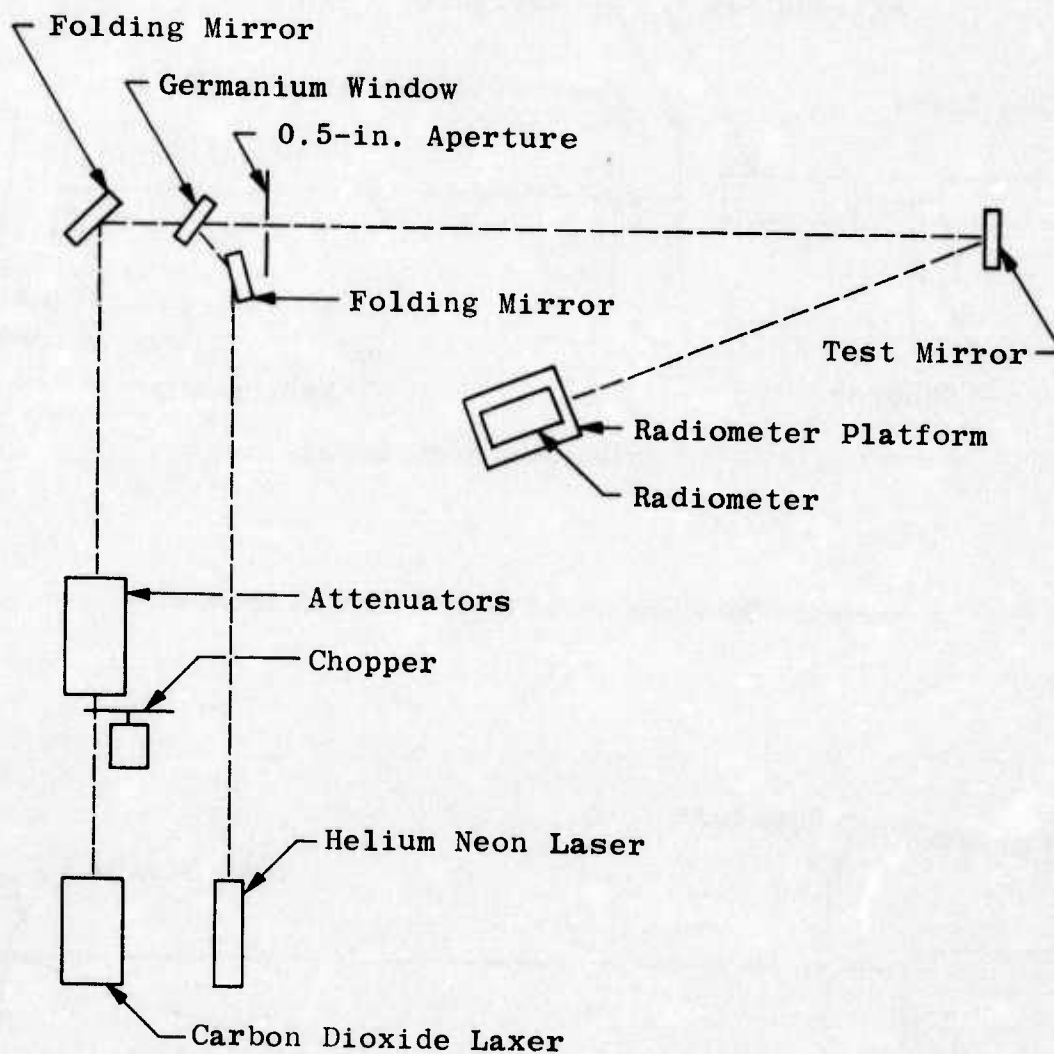 Folding Mirror
Germanium Window
0.5-in. Aperture
Folding Mirror
Test Mirror
Radiometer Platform
Radiometer
Attenuators
Chopper
Helium Neon Laser
Carbon Dioxide Laxer